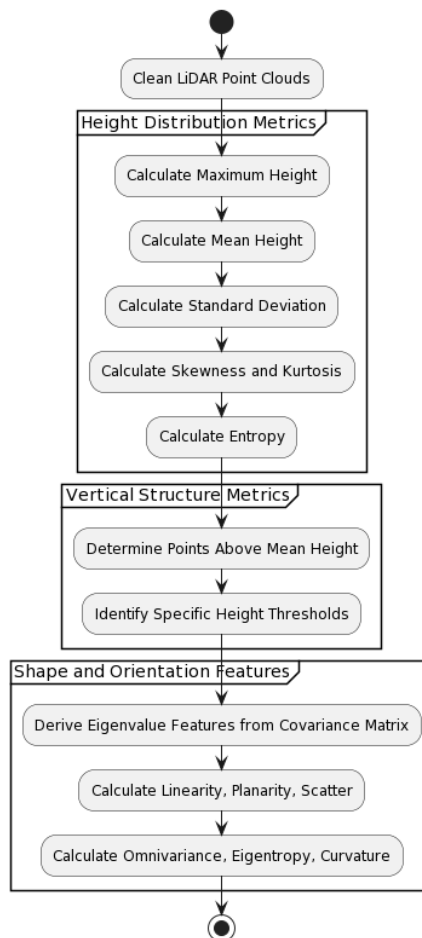 Clean LiDAR Point Clouds
Height Distribution Metrics
Calculate Maximum Height
Calculate Mean Height
Calculate Standard Deviation
Calculate Skewness and Kurtosis
Calculate Entropy
Vertical Structure Metrics
Determine Points Above Mean Height
Identify Specific Height Thresholds
Shape and Orientation Features
Derive Eigenvalue Features from Covariance Matrix
Calculate Linearity, Planarity, Scatter
Calculate Omnivariance, Eigentropy, Curvature